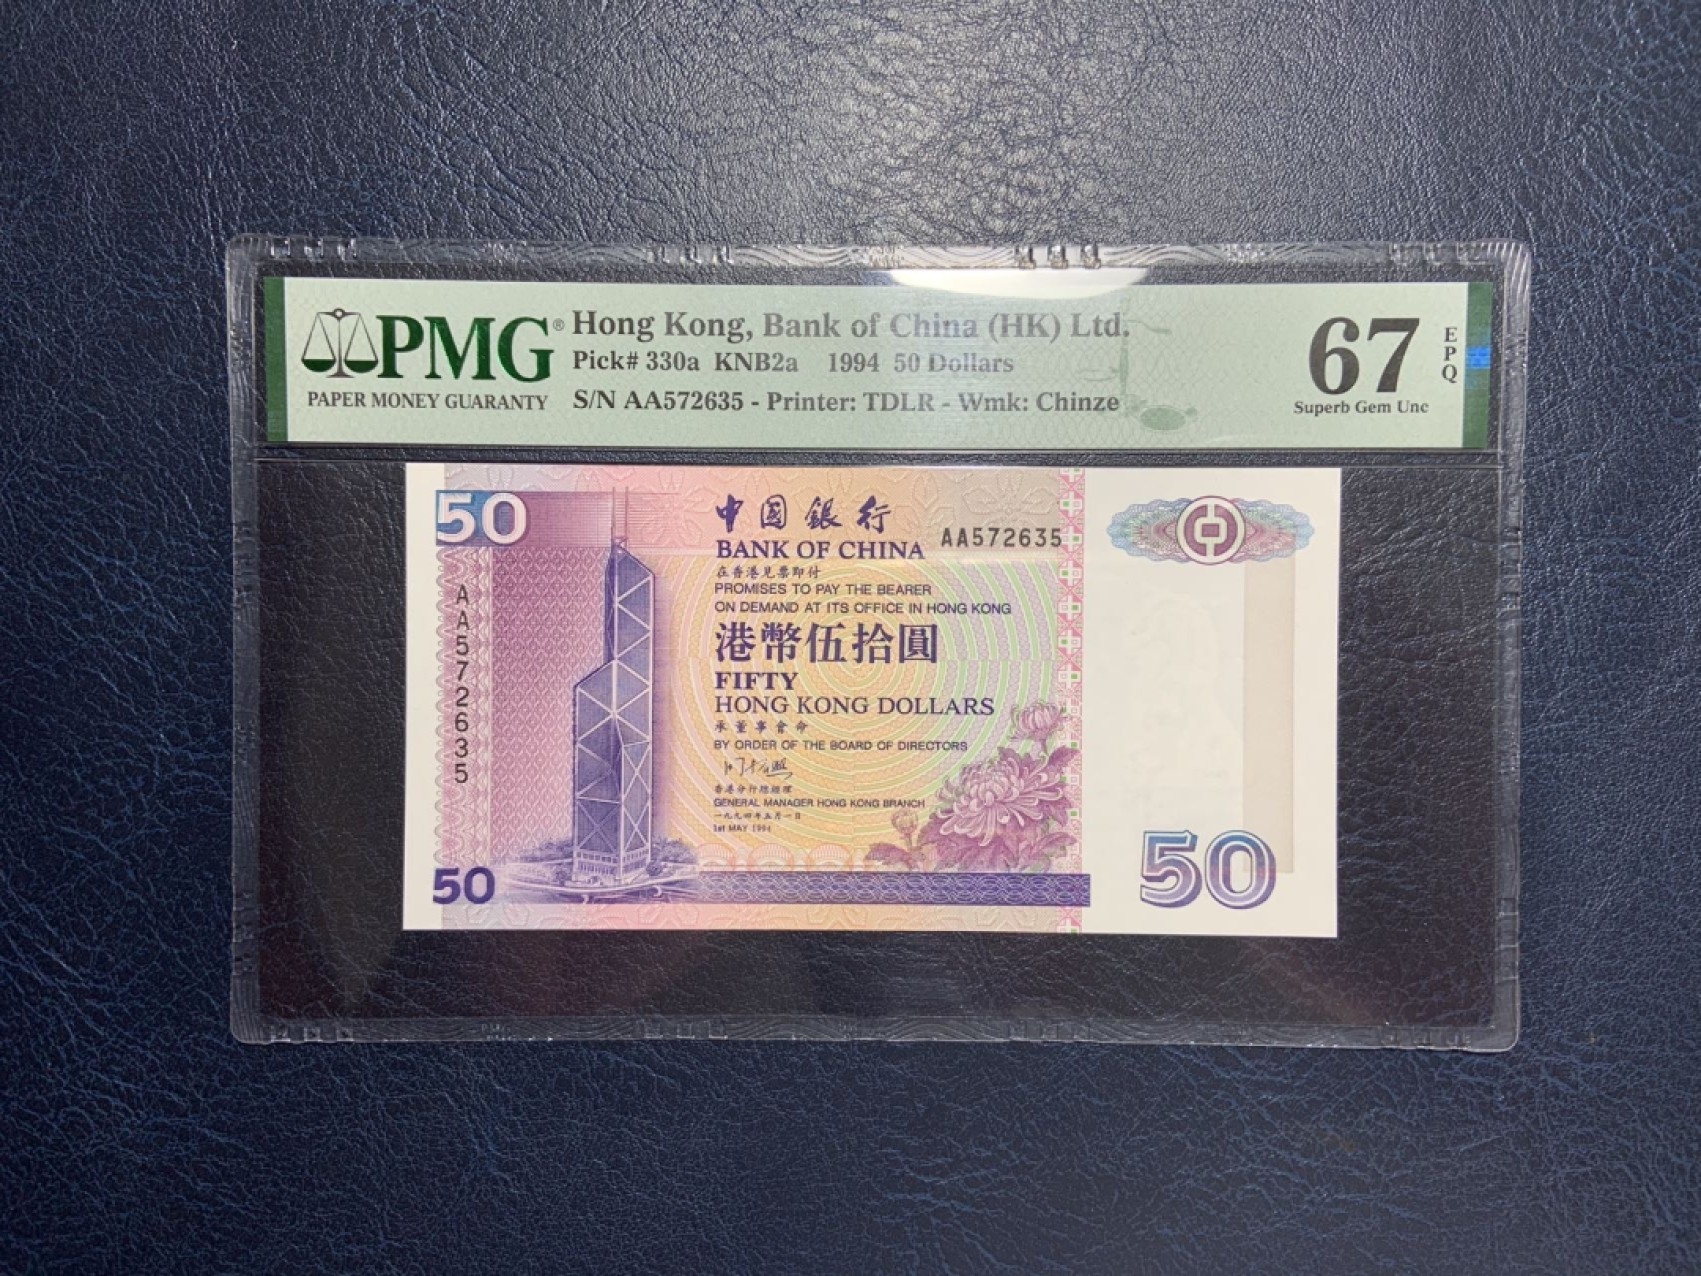 PMG®
PAPER MONEY GUARANTY
Hong Kong, Bank of China (HK) Ltd.
Pick# 330a KNB2a 1994 50 Dollars
S/N AA572635 - Printer: TDLR - Wmk: Chinze
67
EPQ
Superb Gem Unc
50
中國銀行
BANK OF CHINA
AA572635
在香港見票即付
PROMISES TO PAY THE BEARER
ON DEMAND AT ITS OFFICE IN HONG KONG
AA572635
港幣伍拾圓
FIFTY
HONG KONG DOLLARS
承董事會命
BY ORDER OF THE BOARD OF DIRECTORS
香港分行總經理
GENERAL MANAGER HONG KONG BRANCH
一九九四年五月一日
1st MAY 1994
50
50